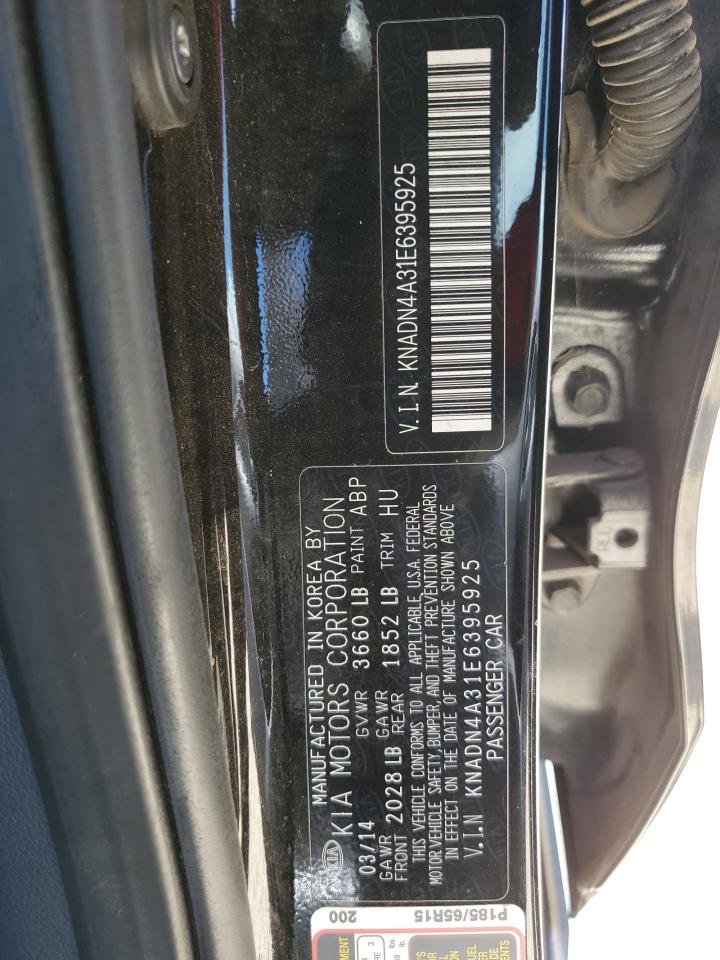 MANUFACTURED IN KOREA BY
KIA KIA MOTORS CORPORATION
03/14 GVWR 3660 LB PAINT ABP
GAWR FRONT 2028 LB GAWR REAR 1852 LB TRIM HU
THIS VEHICLE CONFORMS TO ALL APPLICABLE U.S.A. FEDERAL
MOTOR VEHICLE SAFETY, BUMPER, AND THEFT PREVENTION STANDARDS
IN EFFECT ON THE DATE OF MANUFACTURE SHOWN ABOVE
V.I.N KNADN4A31E6395925
PASSENGER CAR
V.I.N. KNADN4A31E6395925
200
P185/65R15